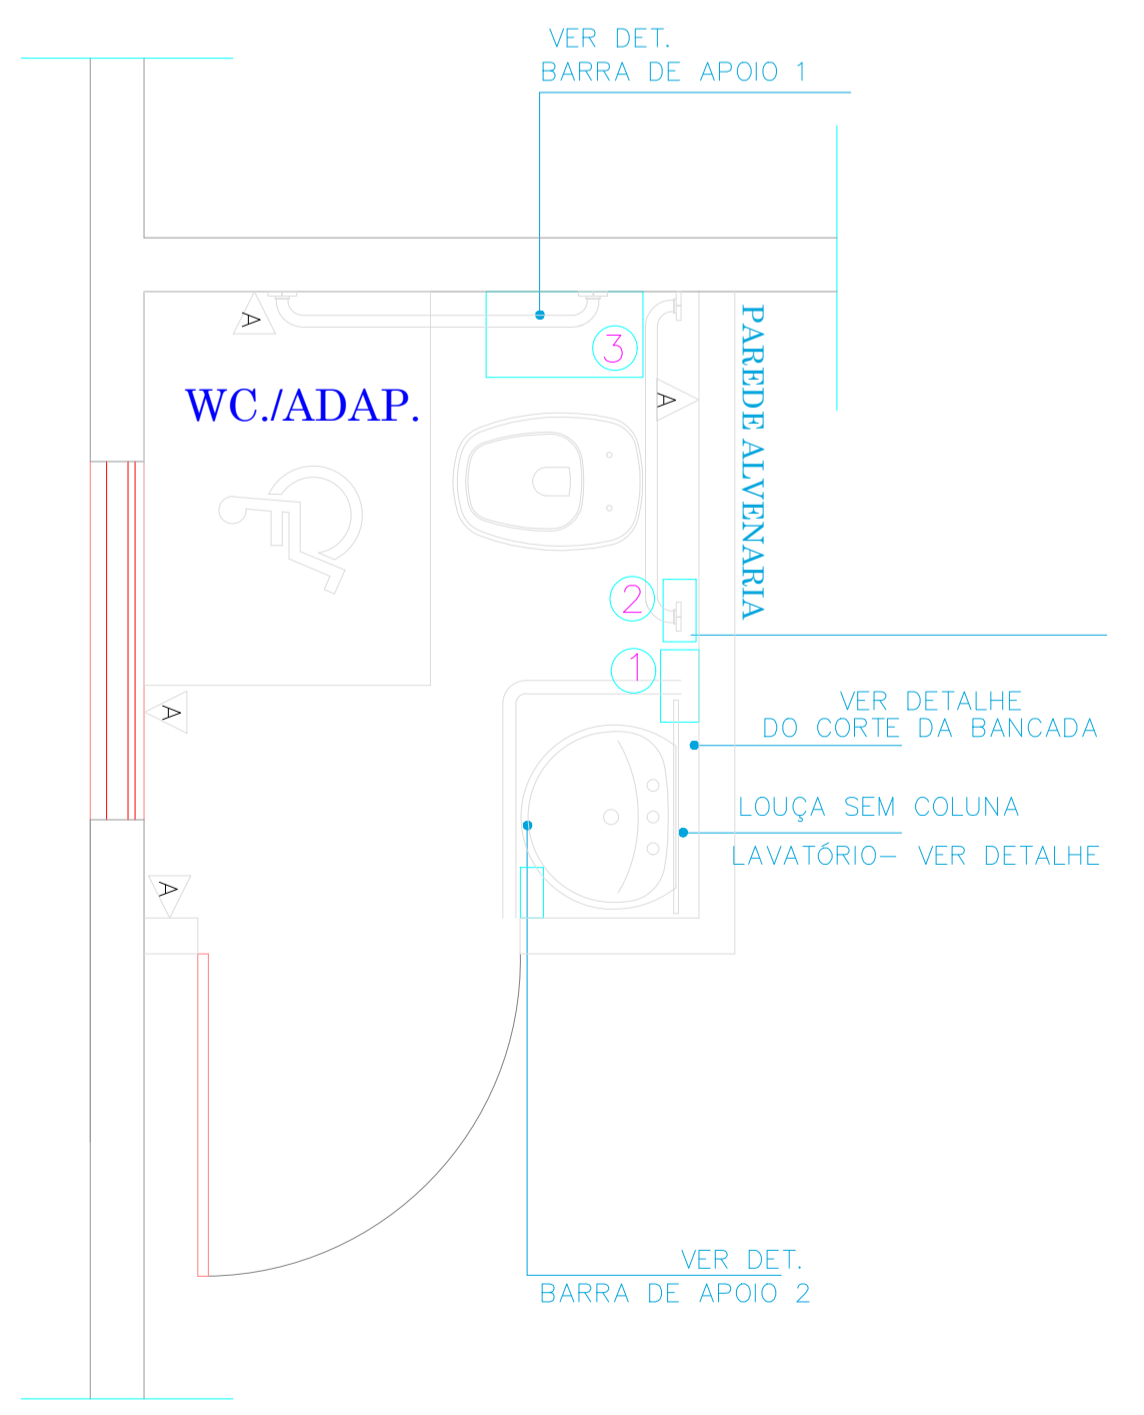 VER DET.
BARRA DE APOIO 1
A
3
WC./ADAP.
A
PAREDE ALVENARIA
2
1
A
VER DETALHE
DO CORTE DA BANCADA
LOUÇA SEM COLUNA
LAVATÓRIO- VER DETALHE
A
VER DET.
BARRA DE APOIO 2